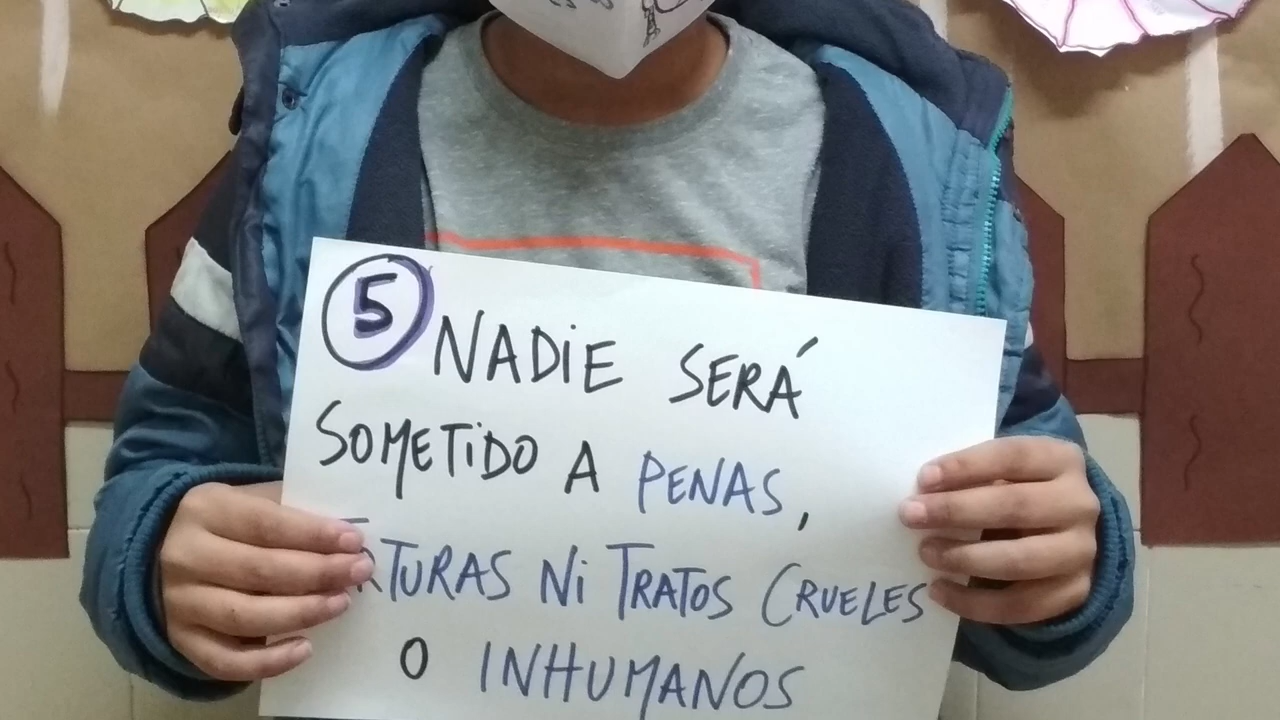 5 NADIE SERÁ
SOMETIDO A PENAS,
NI TRATOS CRUELES
O INHUMANOS